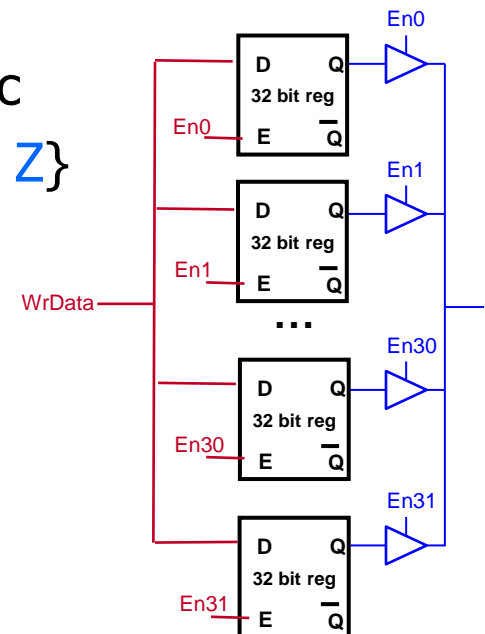 c
Z}
En0
D Q
32 bit reg
En0
E Q
En1
D Q
32 bit reg
En1
E Q
WrData
...
En30
D Q
32 bit reg
En30
E Q
En31
D Q
32 bit reg
En31
E Q